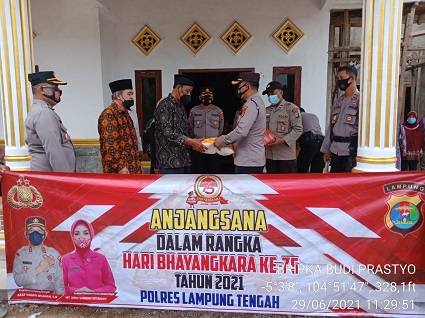 75
LAMPUNG
ANJANGSANA
DALAM RANGKA
HARI BHAYANGKARA KE-75
TAHUN 2021
POLRES LAMPUNG TENGAH
BRIPKA BUDI PRASTYO
-5°3'8", 104°51'47", 328.1ft
29/06/2021 11:29:51